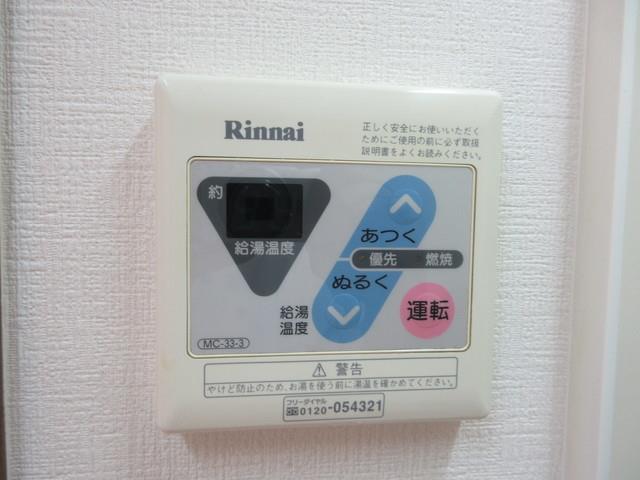 Rinnai
正しく安全にお使いいただく
ためにご使用の前に必ず取扱
説明書をよくお読みください。
約
給湯温度
あつく
優先 燃焼
ぬるく
給湯
温度
運転
MC-33-3
⚠ 警告
やけど防止のため、お湯を使う前に湯温を確かめてください。
フリーダイヤル
0120-054321